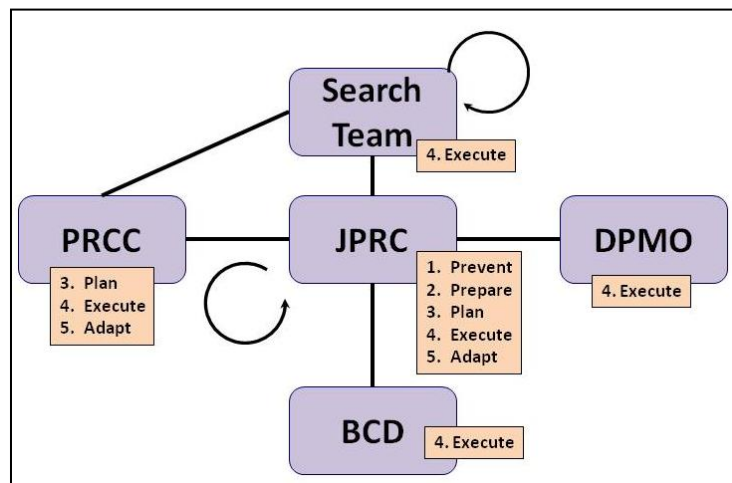 Search
Team
4. Execute
PRCC
3. Plan
4. Execute
5. Adapt
JPRC
1. Prevent
2. Prepare
3. Plan
4. Execute
5. Adapt
DPMO
4. Execute
BCD
4. Execute